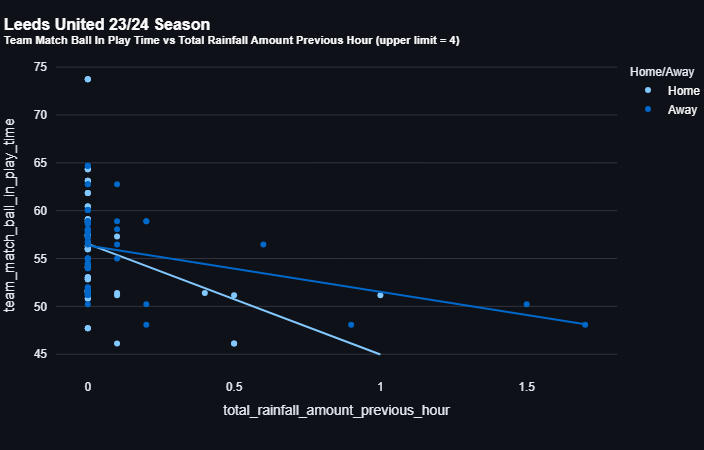 Leeds United 23/24 Season
Team Match Ball In Play Time vs Total Rainfall Amount Previous Hour (upper limit = 4)
Home/Away
Home
Away
team_match_ball_in_play_time
75
70
65
60
55
50
45
0
0.5
1
1.5
total_rainfall_amount_previous_hour